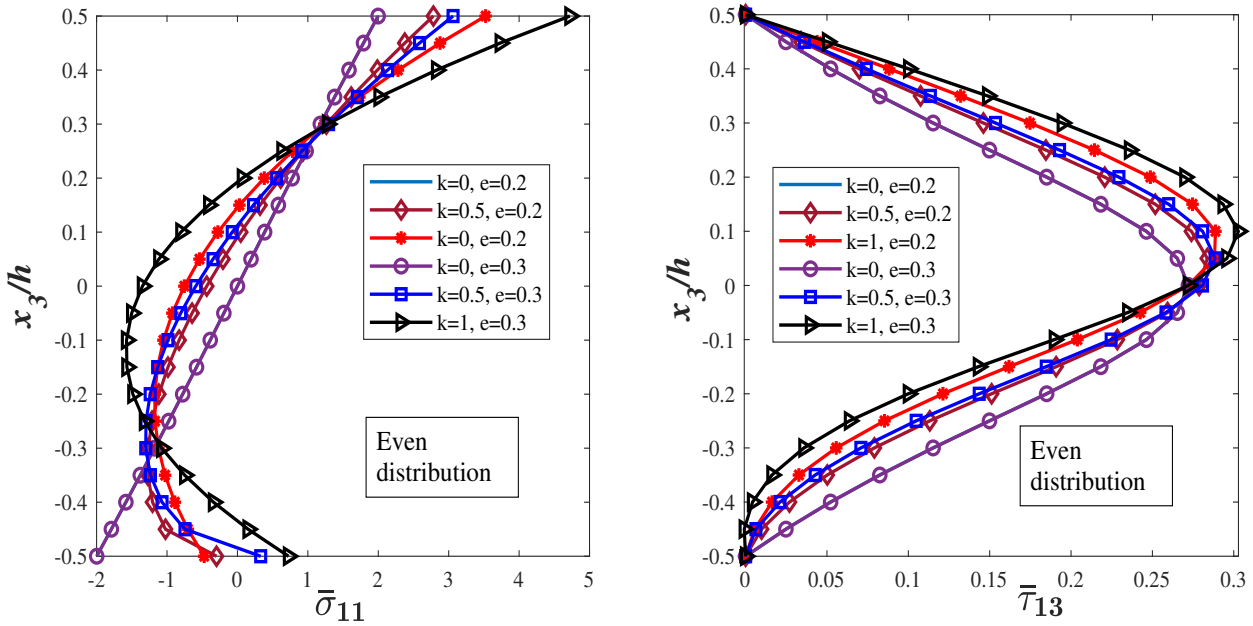 0.5
0.4
0.3
0.2
0.1
0
-0.1
-0.2
-0.3
-0.4
-0.5
x₃/h
-2 -1 0 1 2 3 4 5
σ̄₁₁
k=0, e=0.2
k=0.5, e=0.2
k=0, e=0.2
k=0, e=0.3
k=0.5, e=0.3
k=1, e=0.3
Even
distribution
0.5
0.4
0.3
0.2
0.1
0
-0.1
-0.2
-0.3
-0.4
-0.5
x₃/h
0 0.05 0.1 0.15 0.2 0.25 0.3
τ̄₁₃
k=0, e=0.2
k=0.5, e=0.2
k=1, e=0.2
k=0, e=0.3
k=0.5, e=0.3
k=1, e=0.3
Even
distribution